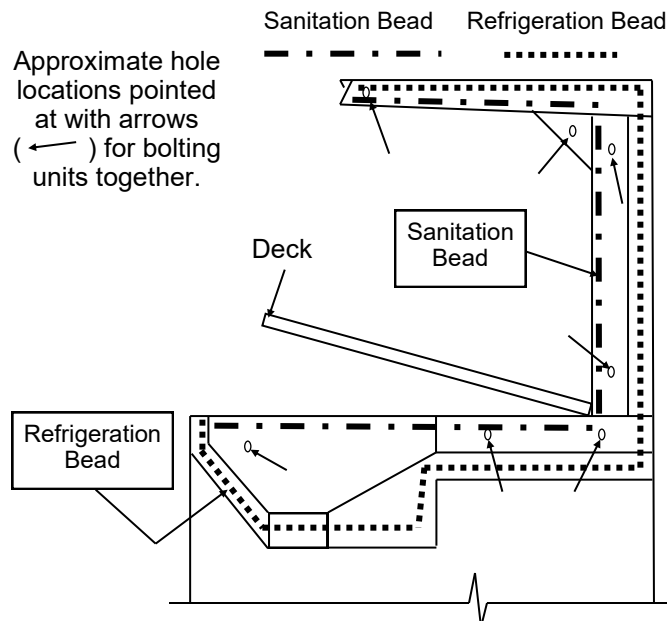 Sanitation Bead
Refrigeration Bead
Approximate hole
locations pointed
at with arrows
( ) for bolting
units together.
Sanitation
Bead
Deck
Refrigeration
Bead